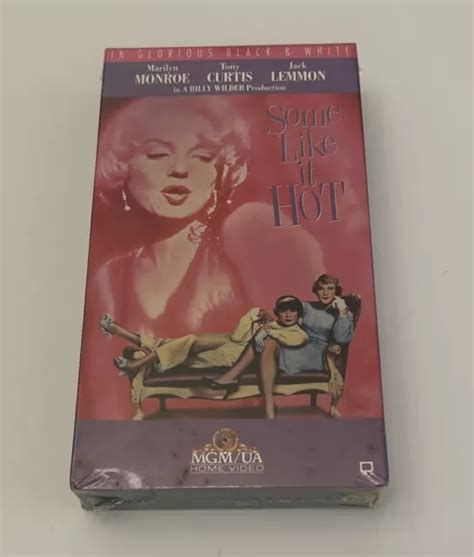 IN GLORIOUS BLACK & WHITE
Marilyn MONROE Tony CURTIS Jack LEMMON
in A BILLY WILDER Production
Some
Like
it
HOT
MGM/UA
HOME VIDEO